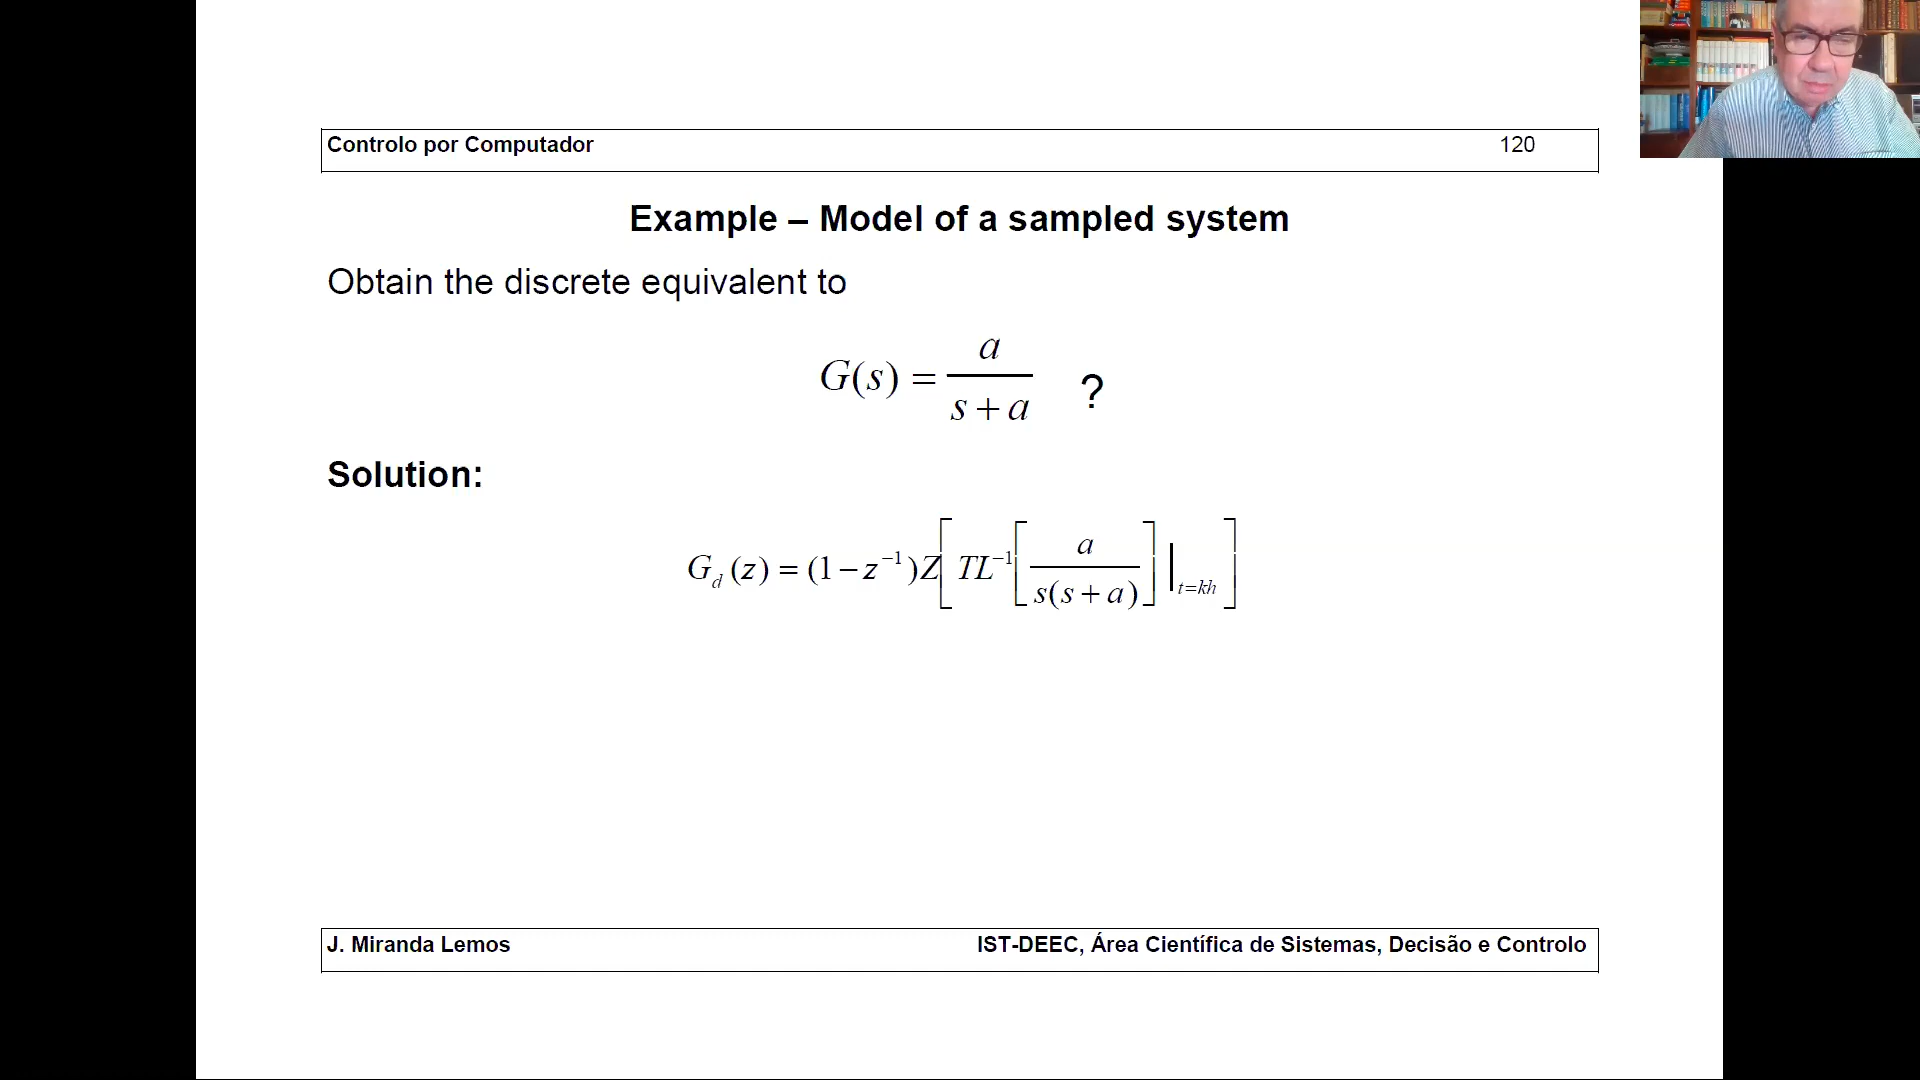 Controlo por Computador 120
Example – Model of a sampled system
Obtain the discrete equivalent to
G(s) = a / (s + a) ?
Solution:
G_d(z) = (1 − z^{−1})Z[ TL^{−1}[ a / s(s + a) ] |_{t=kh} ]
J. Miranda Lemos IST-DEEC, Área Científica de Sistemas, Decisão e Controlo